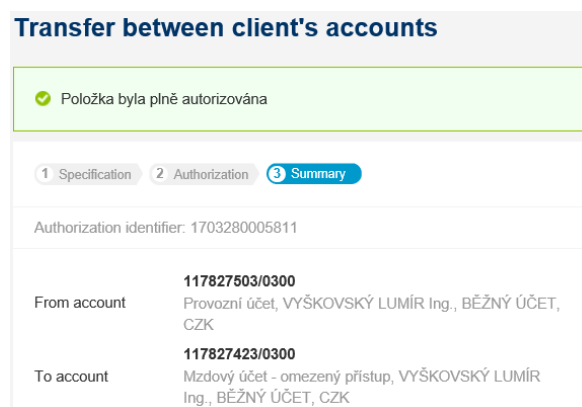 Transfer between client's accounts
Položka byla plně autorizována
1 Specification 2 Authorization 3 Summary
Authorization identifier: 1703280005811
117827503/0300
From account Provozní účet, VYŠKOVSKÝ LUMÍR Ing., BĚŽNÝ ÚČET,
CZK
117827423/0300
To account Mzdový účet - omezený přístup, VYŠKOVSKÝ LUMÍR
Ing., BĚŽNÝ ÚČET, CZK